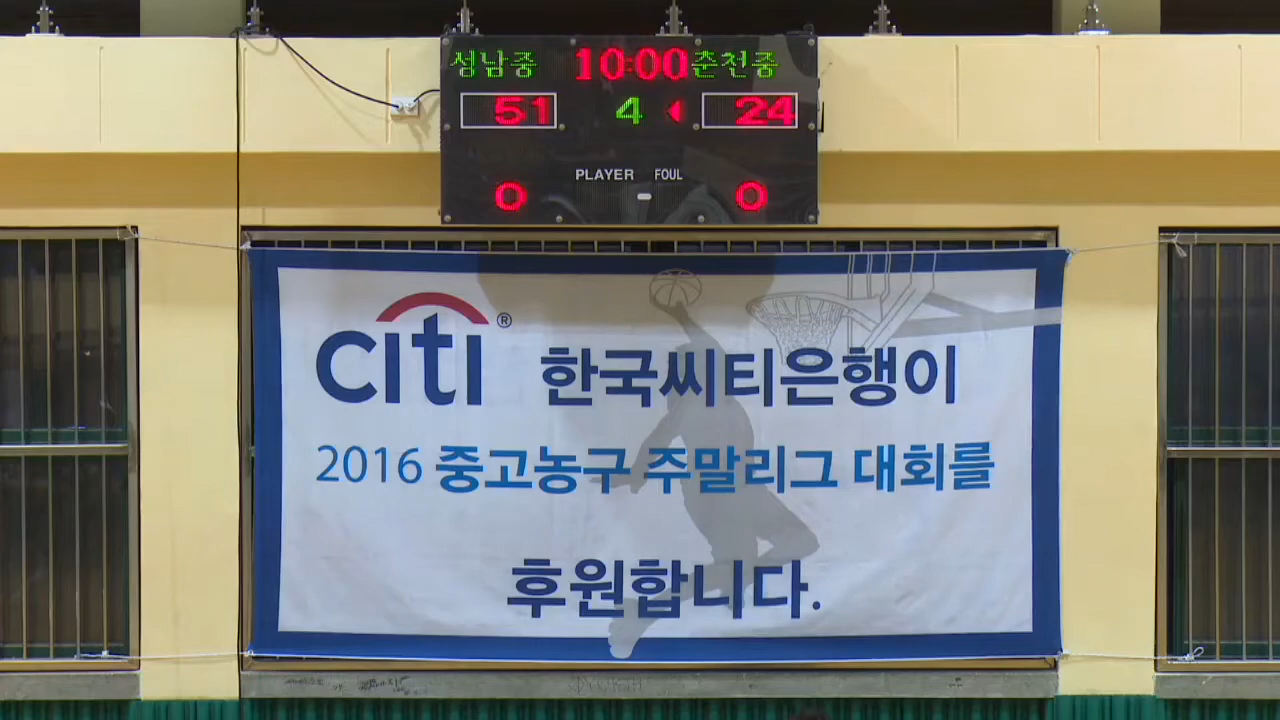 성남중 10:00 춘천중
51 4 24
PLAYER FOUL
0 0
citi® 한국씨티은행이
2016 중고농구 주말리그 대회를
후원합니다.